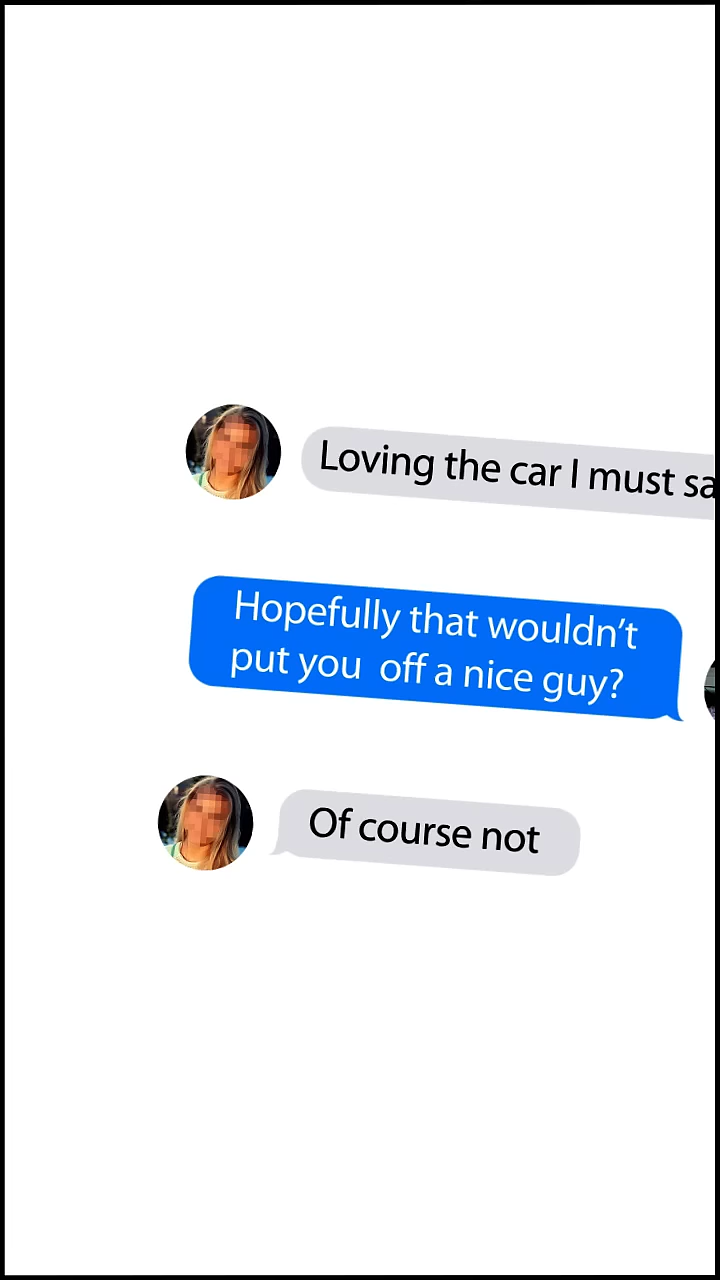 Loving the car I must sa
Hopefully that wouldn’t
put you off a nice guy?
Of course not